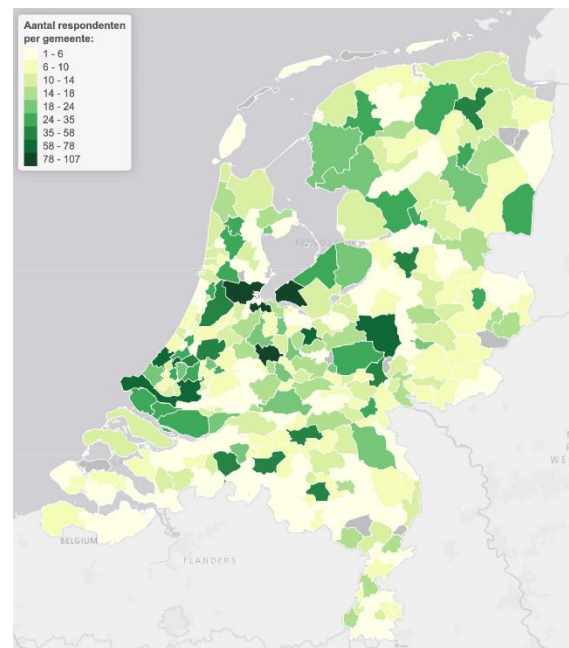 Aantal respondenten
per gemeente:
1 - 6
6 - 10
10 - 14
14 - 18
18 - 24
24 - 35
35 - 58
58 - 78
78 - 107
WE
BELGIUM
FLANDERS